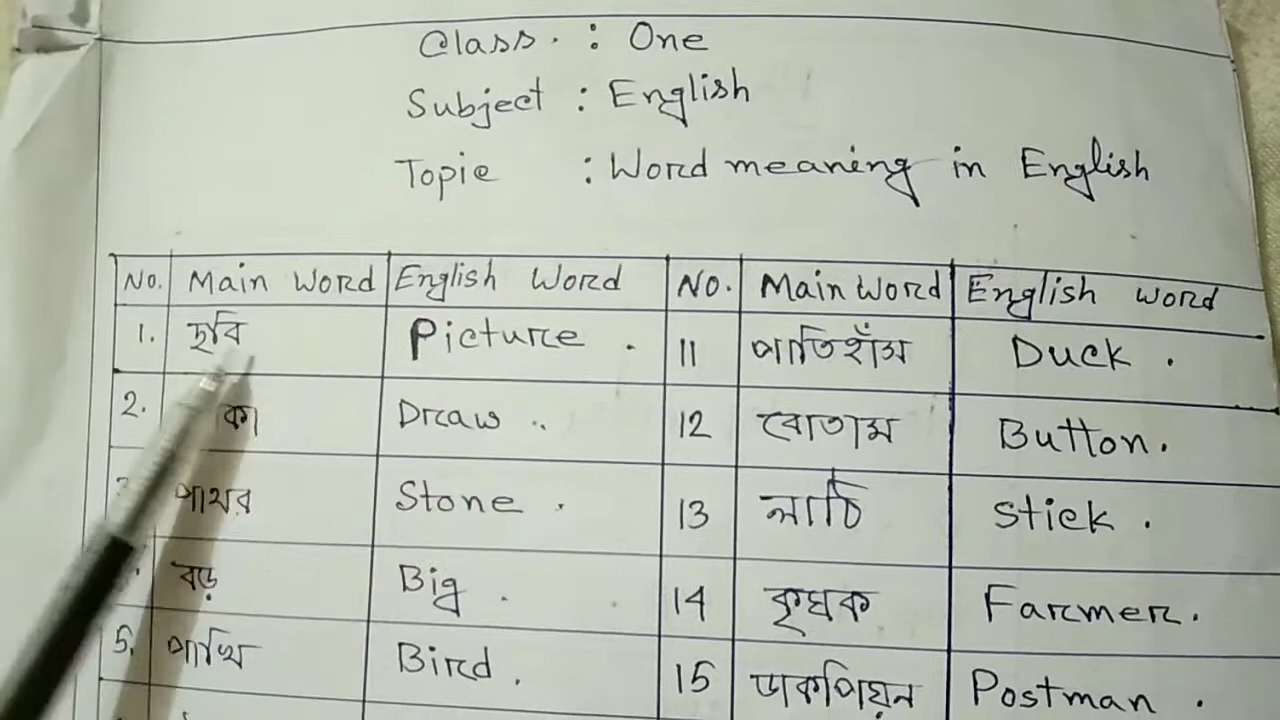 Class. : One
Subject : English
Topic : Word meaning in English
No. Main Word English Word No. Main Word English word
1. ছবি Picture . 11 পাতিহাঁস Duck .
2. কা Draw .. 12 বোতাম Button.
পাথর Stone . 13 লাঠি Stick .
বড় Big . 14 কৃষক Farmer.
5. পাখি Bird . 15 ডাকপিয়ন Postman .